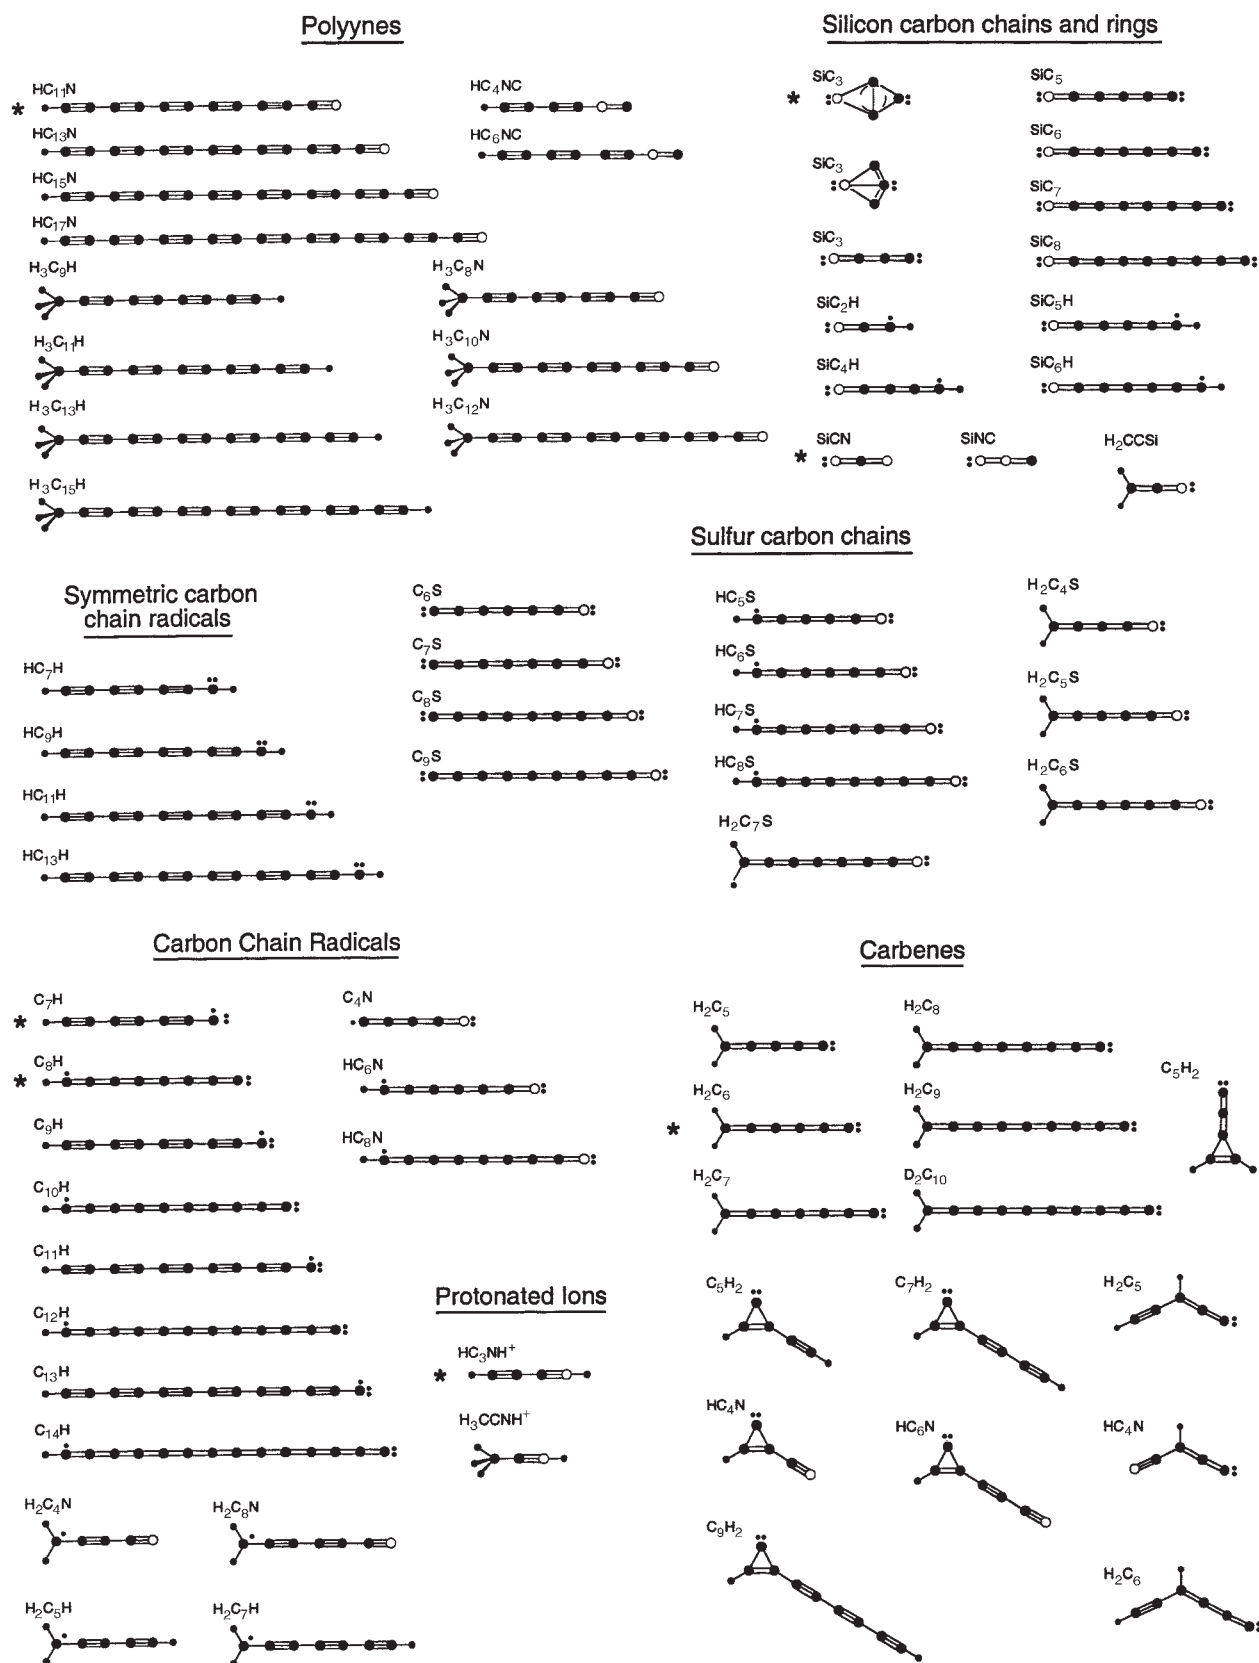 Polyynes
HC₁₁N
*
HC₁₃N
HC₁₅N
HC₁₇N
HC₄NC
HC₆NC
H₃C₉H
H₃C₁₁H
H₃C₁₃H
H₃C₁₅H
H₃C₈N
H₃C₁₀N
H₃C₁₂N
Silicon carbon chains and rings
SiC₃
*
SiC₃
SiC₃
SiC₂H
SiC₄H
SiC₅
SiC₆
SiC₇
SiC₈
SiC₅H
SiC₆H
SiCN
*
SiNC
H₂CCSi
Symmetric carbon
chain radicals
HC₇H
HC₉H
HC₁₁H
HC₁₃H
Sulfur carbon chains
C₆S
C₇S
C₈S
C₉S
HC₅S
HC₆S
HC₇S
HC₈S
H₂C₇S
H₂C₄S
H₂C₅S
H₂C₆S
Carbon Chain Radicals
C₇H
*
C₈H
*
C₉H
C₁₀H
C₁₁H
C₁₂H
C₁₃H
C₁₄H
C₄N
HC₆N
HC₈N
H₂C₄N
H₂C₈N
H₂C₅H
H₂C₇H
Protonated Ions
HC₃NH⁺
*
H₃CCNH⁺
Carbenes
H₂C₅
H₂C₆
*
H₂C₇
H₂C₈
H₂C₉
D₂C₁₀
C₅H₂
C₅H₂
C₇H₂
H₂C₅
HC₄N
HC₆N
HC₄N
C₉H₂
H₂C₆